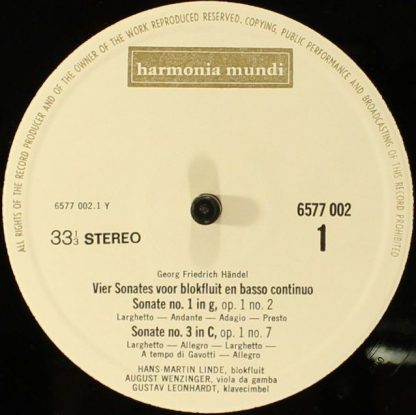 ALL RIGHTS OF THE RECORD PRODUCER AND OF THE OWNER OF THE WORK REPRODUCED RESERVED. COPYING, PUBLIC PERFORMANCE AND BROADCASTING OF THIS RECORD PROHIBITED
harmonia mundi
6577 002.1 Y
6577 002
33⅓ STEREO
1
Georg Friedrich Händel
Vier Sonates voor blokfluit en basso continuo
Sonate no. 1 in g, op. 1 no. 2
Larghetto — Andante — Adagio — Presto
Sonate no. 3 in C, op. 1 no. 7
Larghetto — Allegro — Larghetto —
A tempo di Gavotti — Allegro
HANS-MARTIN LINDE, blokfluit
AUGUST WENZINGER, viola da gamba
GUSTAV LEONHARDT, klavecimbel